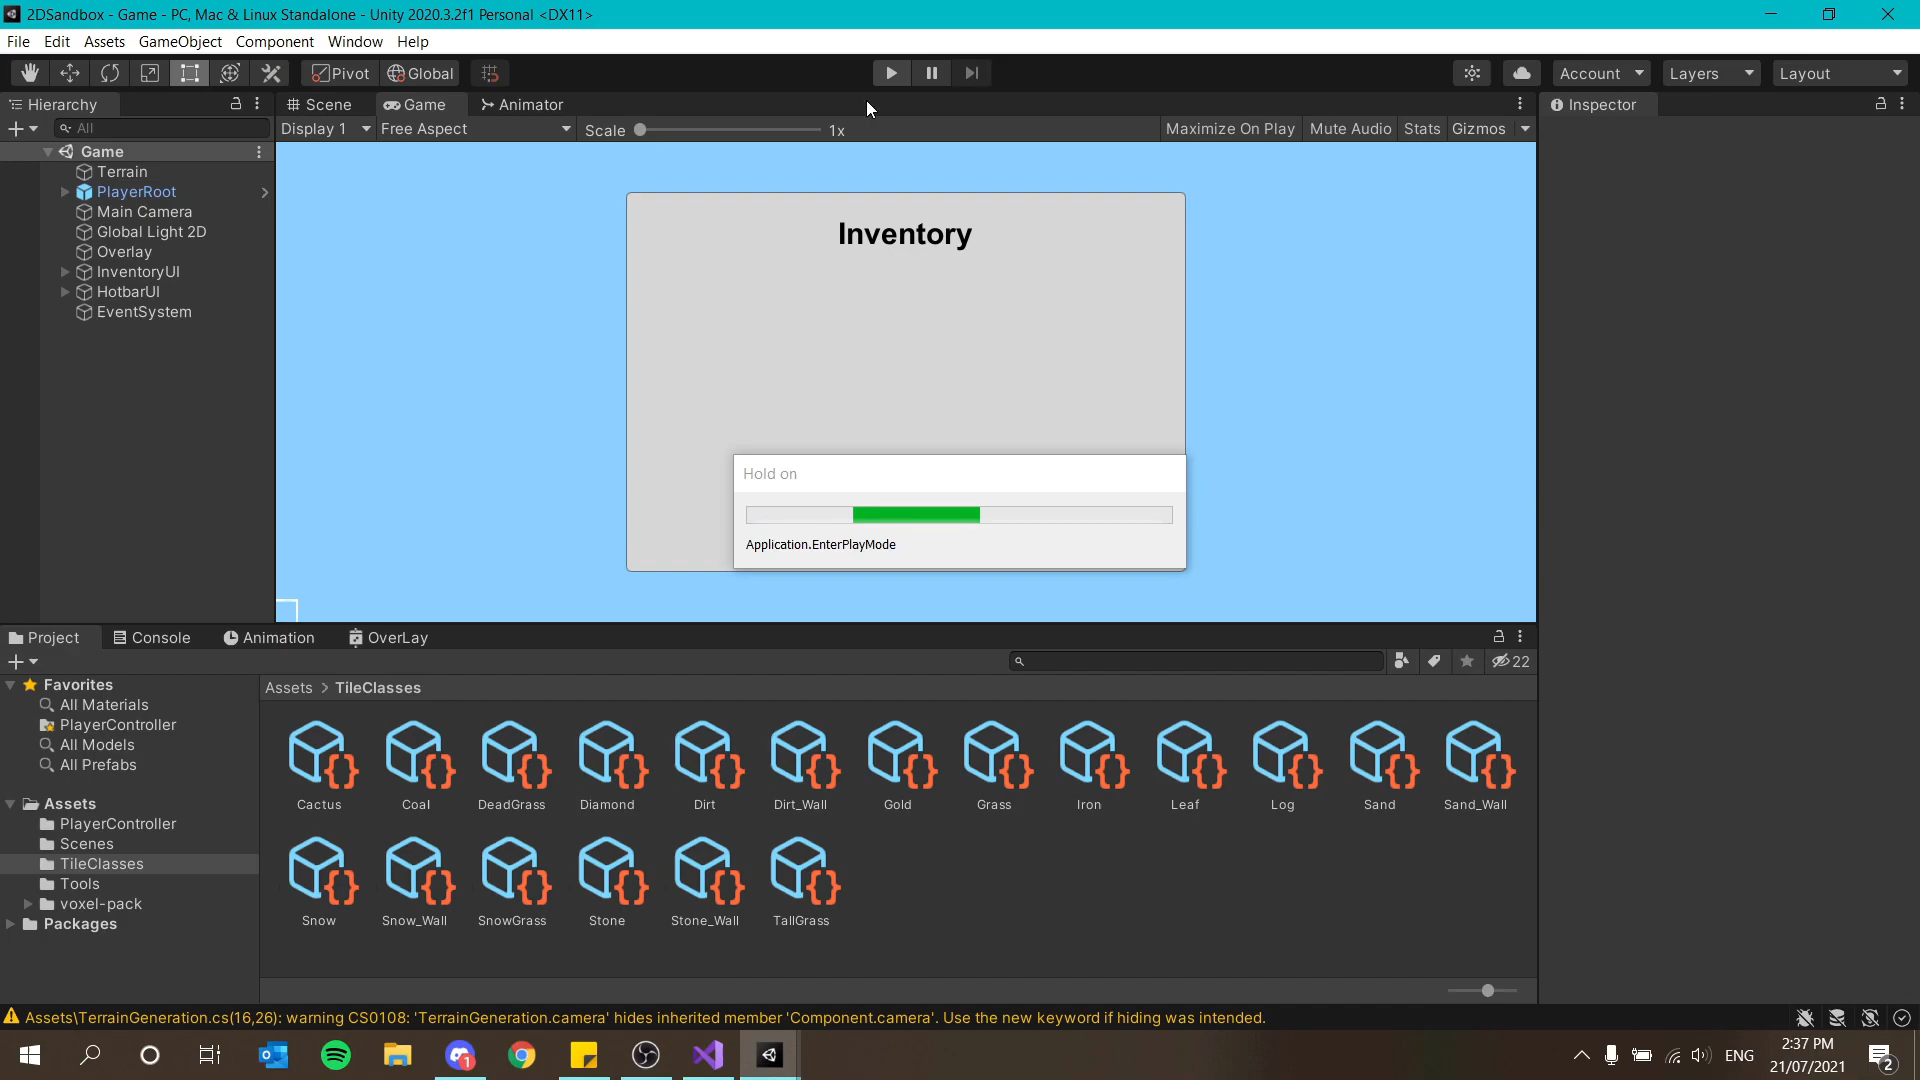 2DSandbox - Game - PC, Mac & Linux Standalone - Unity 2020.3.2f1 Personal <DX11>
File Edit Assets GameObject Component Window Help
Pivot Global Account Layers Layout
Hierarchy
All
Game
Terrain
PlayerRoot
Main Camera
Global Light 2D
Overlay
InventoryUI
HotbarUI
EventSystem
Scene Game Animator
Display 1 Free Aspect Scale 1x Maximize On Play Mute Audio Stats Gizmos
Inventory
Hold on
Application.EnterPlayMode
Inspector
Project Console Animation OverLay
22
Favorites
All Materials
PlayerController
All Models
All Prefabs
Assets
PlayerController
Scenes
TileClasses
Tools
voxel-pack
Packages
Assets > TileClasses
Cactus Coal DeadGrass Diamond Dirt Dirt_Wall Gold Grass Iron Leaf Log Sand Sand_Wall
Snow Snow_Wall SnowGrass Stone Stone_Wall TallGrass
Assets\TerrainGeneration.cs(16,26): warning CS0108: 'TerrainGeneration.camera' hides inherited member 'Component.camera'. Use the new keyword if hiding was intended.
1
ENG
2:37 PM
21/07/2021
2